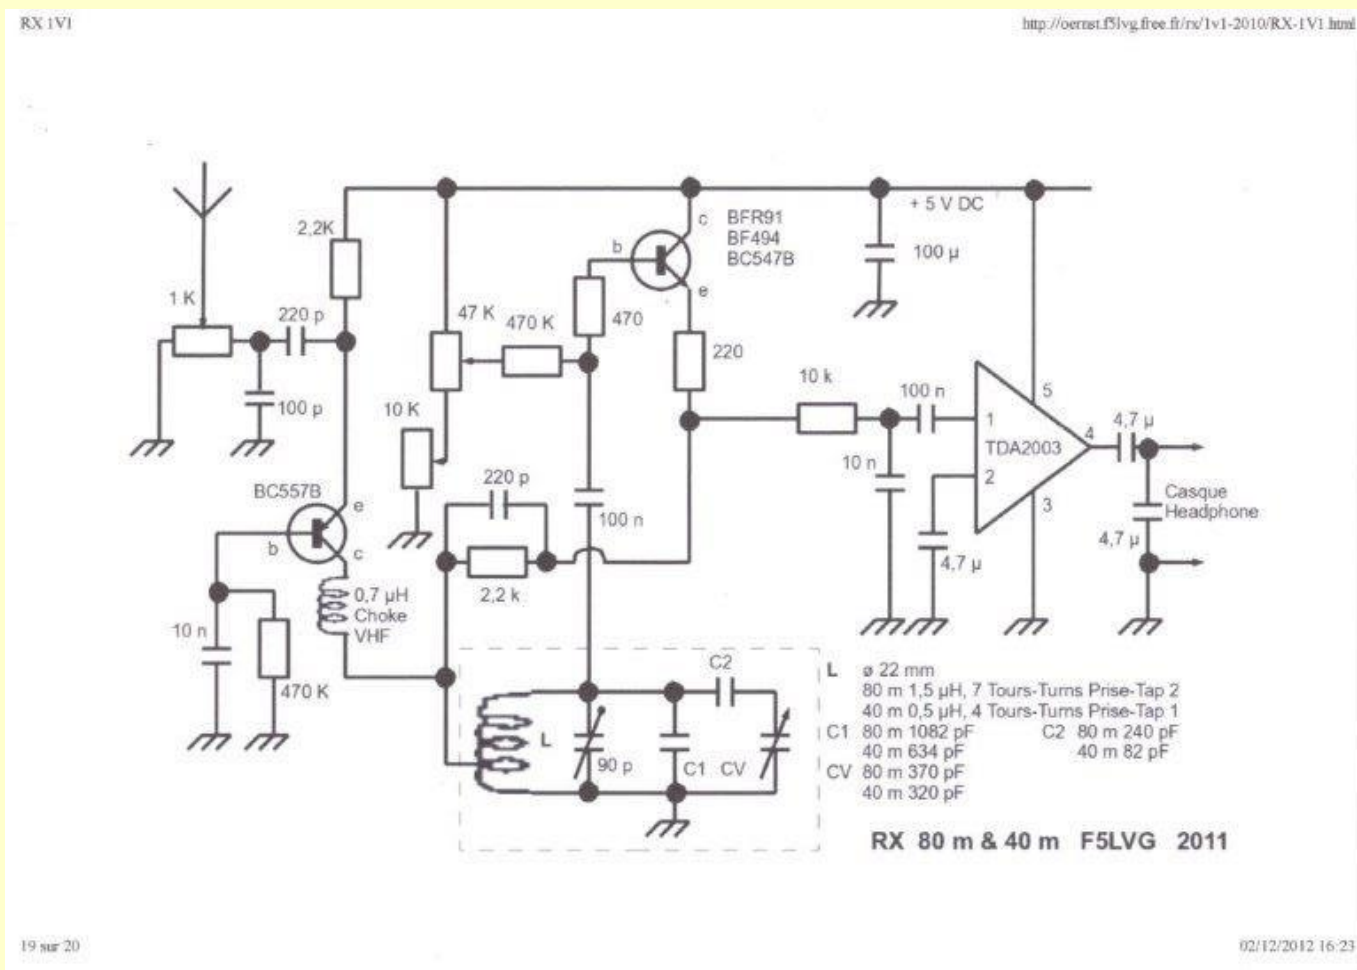 RX 1V1
http://oernst.f5lvg.free.fr/rx/1v1-2010/RX-1V1.html
+ 5 V DC
c
BFR91
BF494
BC547B
b
e
100 µ
2,2K
1 K
220 p
100 p
47 K
470 K
470
220
10 K
10 k
100 n
5
1
TDA2003
4
4,7 µ
2
3
10 n
4,7 µ
Casque
Headphone
4,7 µ
BC557B
e
b
c
220 p
100 n
2,2 k
0,7 µH
Choke
VHF
10 n
470 K
C2
L
90 p
C1 CV
L ø 22 mm
80 m 1,5 µH, 7 Tours-Turns Prise-Tap 2
40 m 0,5 µH, 4 Tours-Turns Prise-Tap 1
C1 80 m 1082 pF C2 80 m 240 pF
40 m 634 pF 40 m 82 pF
CV 80 m 370 pF
40 m 320 pF
RX 80 m & 40 m F5LVG 2011
19 sur 20
02/12/2012 16:23